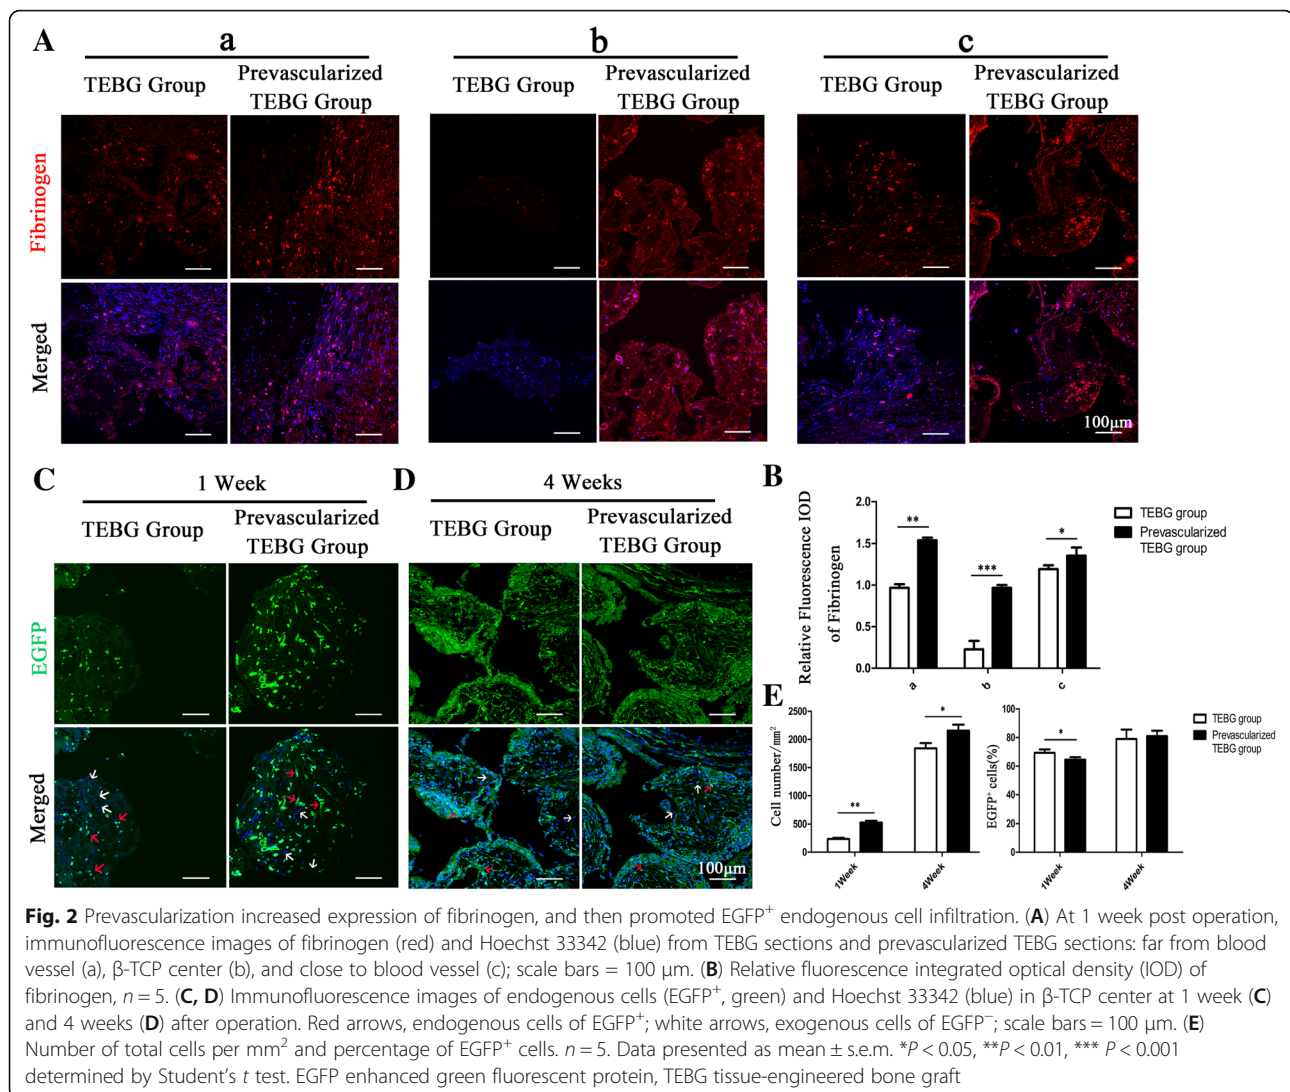 A
a
b
c
TEBG Group
Prevascularized
TEBG Group
TEBG Group
Prevascularized
TEBG Group
TEBG Group
Prevascularized
TEBG Group
Fibrinogen
Merged
100μm
C
1 Week
TEBG Group
Prevascularized
TEBG Group
EGFP
Merged
D
4 Weeks
TEBG Group
Prevascularized
TEBG Group
100μm
B
Relative Fluorescence IOD
of Fibrinogen
2.0
1.5
1.0
0.5
0.0
**
***
*
a
b
c
TEBG group
Prevascularized
TEBG group
E
Cell number/mm²
2500
2000
1500
1000
500
0
**
*
1Week
4Week
EGFP⁺ cells(%)
100
80
60
40
20
0
*
1Week
4Week
TEBG group
Prevascularized
TEBG group
Fig. 2 Prevascularization increased expression of fibrinogen, and then promoted EGFP⁺ endogenous cell infiltration. (A) At 1 week post operation,
immunofluorescence images of fibrinogen (red) and Hoechst 33342 (blue) from TEBG sections and prevascularized TEBG sections: far from blood
vessel (a), β-TCP center (b), and close to blood vessel (c); scale bars = 100 μm. (B) Relative fluorescence integrated optical density (IOD) of
fibrinogen, n = 5. (C, D) Immunofluorescence images of endogenous cells (EGFP⁺, green) and Hoechst 33342 (blue) in β-TCP center at 1 week (C)
and 4 weeks (D) after operation. Red arrows, endogenous cells of EGFP⁺; white arrows, exogenous cells of EGFP⁻; scale bars = 100 μm. (E)
Number of total cells per mm² and percentage of EGFP⁺ cells. n = 5. Data presented as mean ± s.e.m. *P < 0.05, **P < 0.01, *** P < 0.001
determined by Student's t test. EGFP enhanced green fluorescent protein, TEBG tissue-engineered bone graft